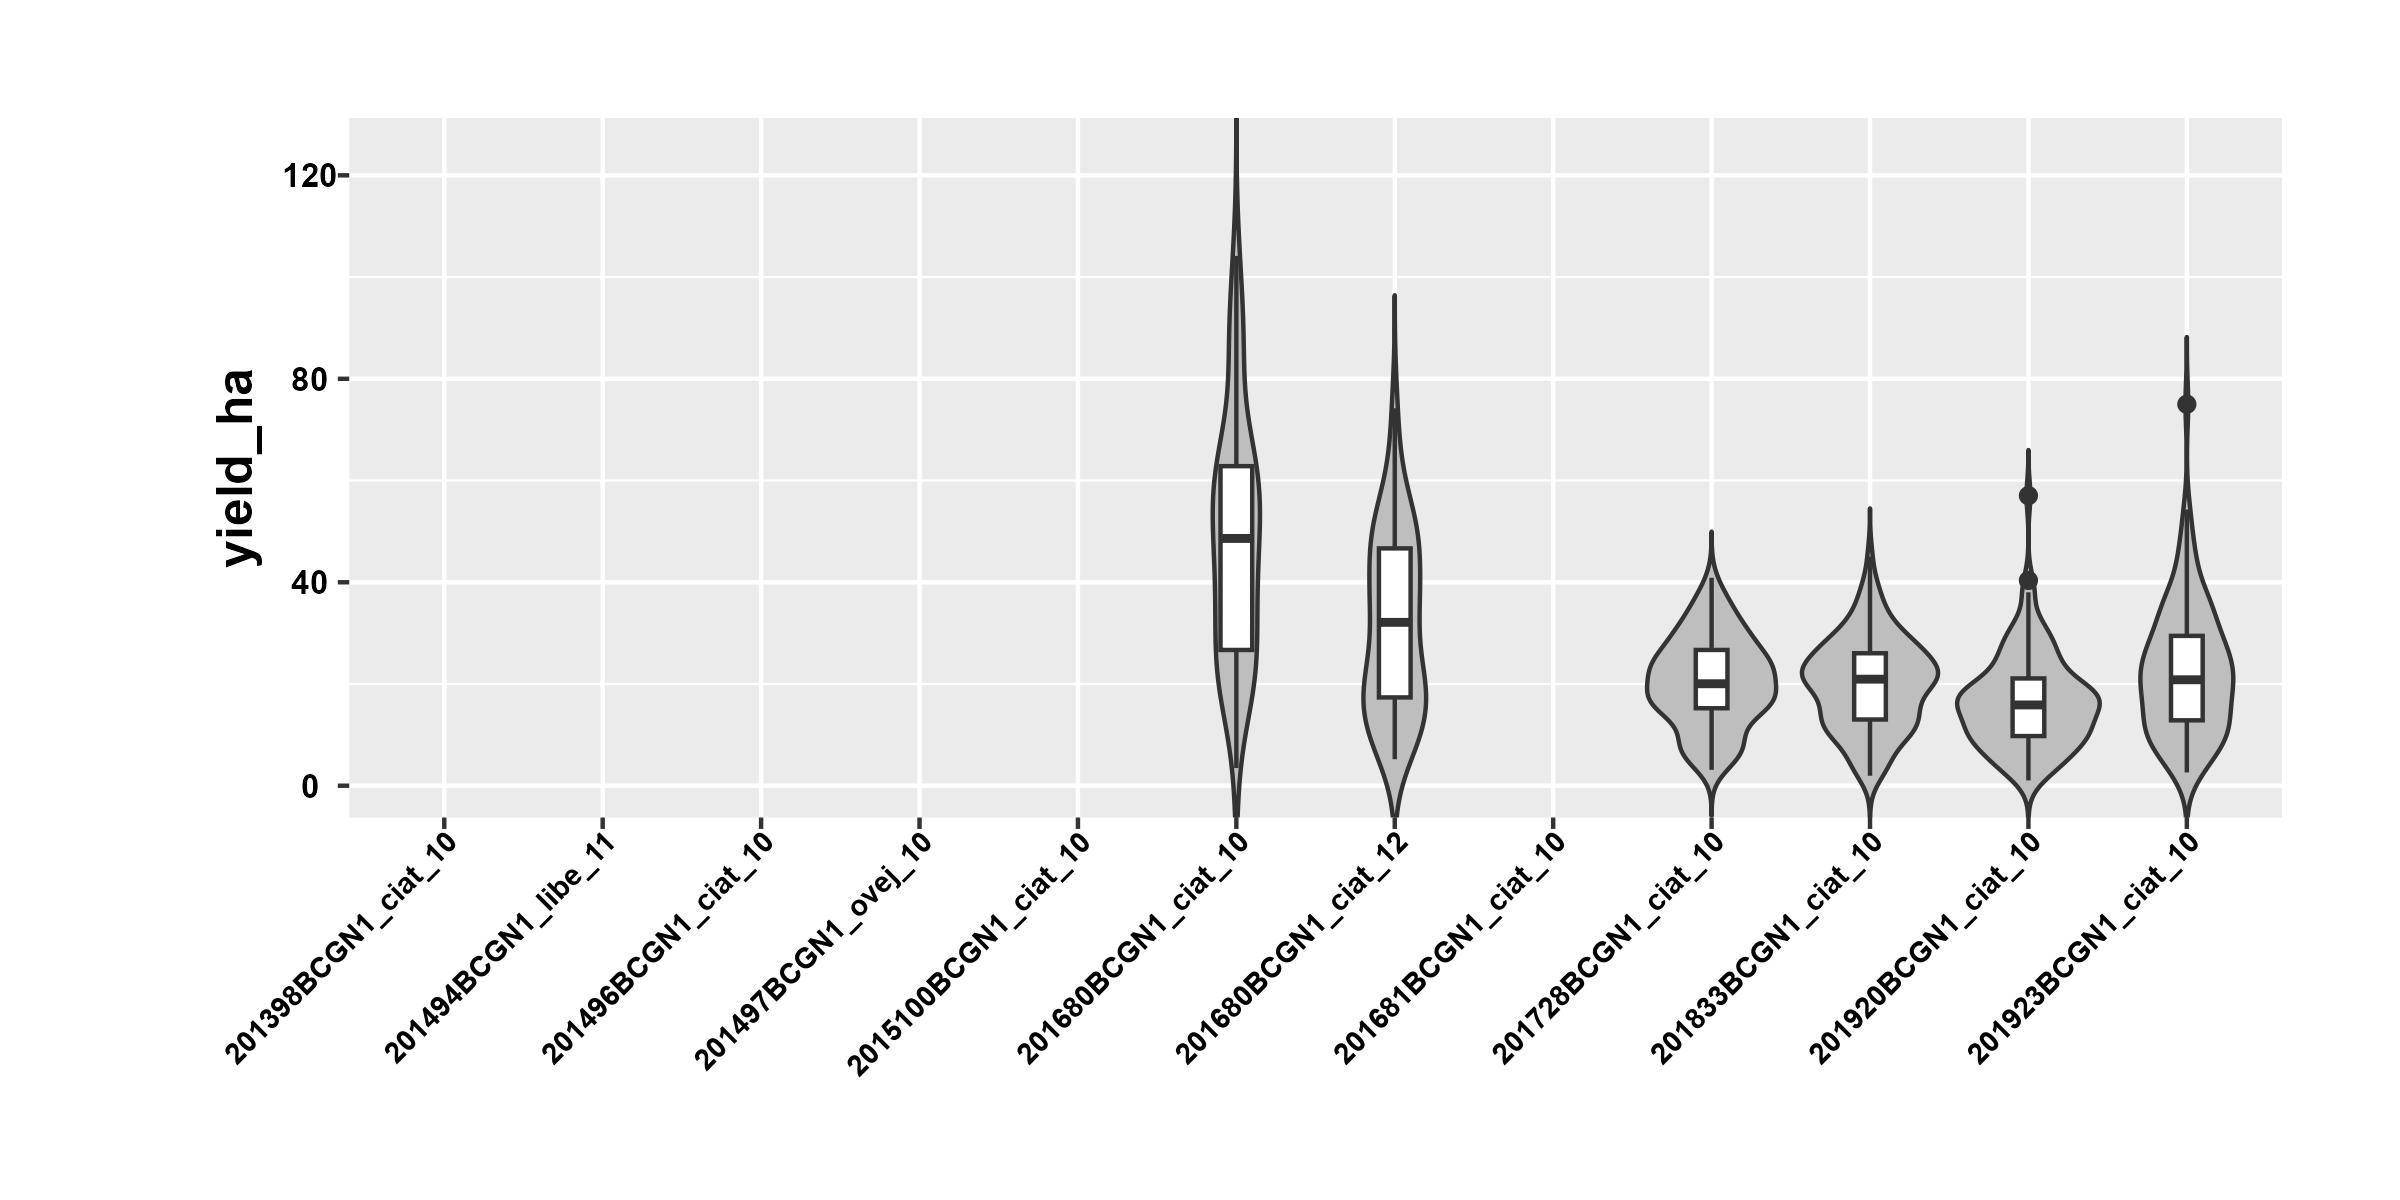 yield_ha
120
80
40
0
201398BCGN1_ciat_10
201494BCGN1_libe_11
201496BCGN1_ciat_10
201497BCGN1_ovej_10
2015100BCGN1_ciat_10
201680BCGN1_ciat_10
201680BCGN1_ciat_12
201681BCGN1_ciat_10
201728BCGN1_ciat_10
201833BCGN1_ciat_10
201920BCGN1_ciat_10
201923BCGN1_ciat_10